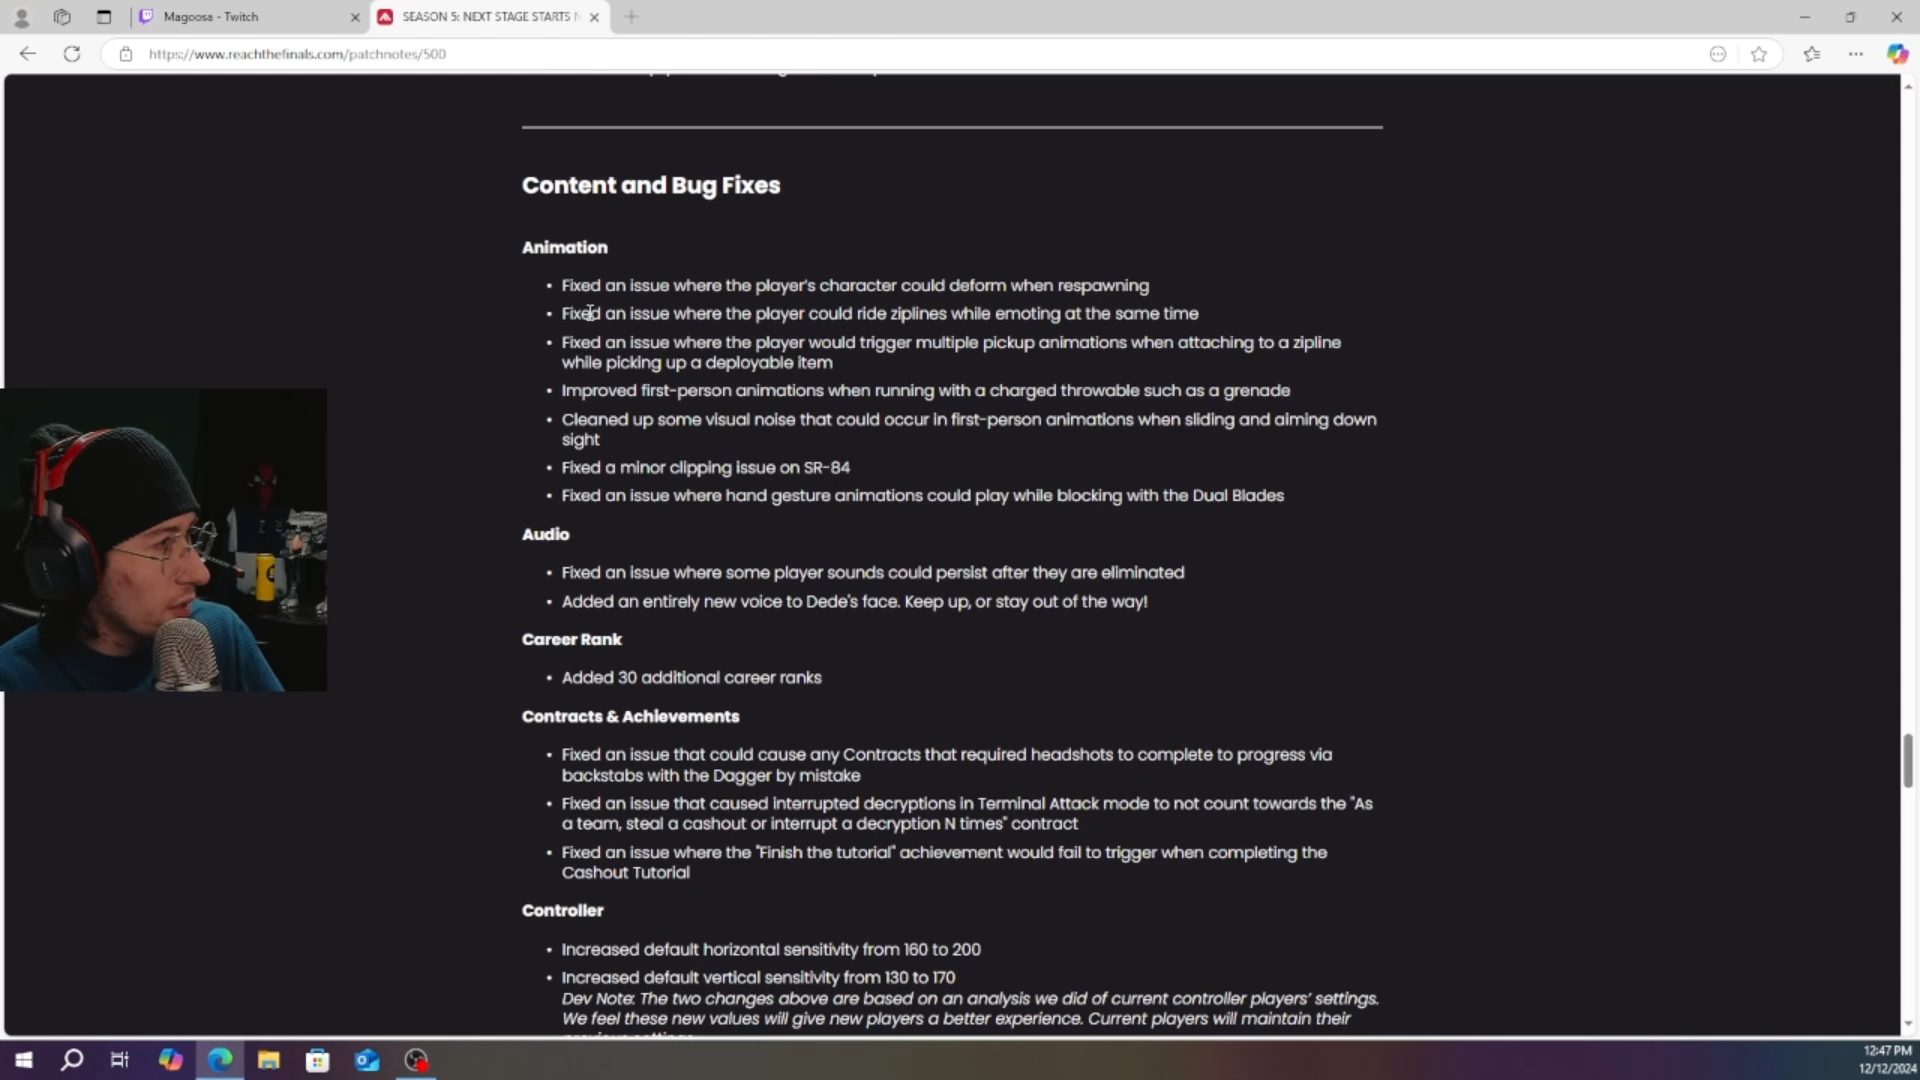 Magoosa - Twitch
SEASON 5: NEXT STAGE STARTS N
https://www.reachthefinals.com/patchnotes/500
Content and Bug Fixes
Animation
• Fixed an issue where the player's character could deform when respawning
• Fixed an issue where the player could ride ziplines while emoting at the same time
• Fixed an issue where the player would trigger multiple pickup animations when attaching to a zipline
while picking up a deployable item
• Improved first-person animations when running with a charged throwable such as a grenade
• Cleaned up some visual noise that could occur in first-person animations when sliding and aiming down
sight
• Fixed a minor clipping issue on SR-84
• Fixed an issue where hand gesture animations could play while blocking with the Dual Blades
Audio
• Fixed an issue where some player sounds could persist after they are eliminated
• Added an entirely new voice to Dede's face. Keep up, or stay out of the way!
Career Rank
• Added 30 additional career ranks
Contracts & Achievements
• Fixed an issue that could cause any Contracts that required headshots to complete to progress via
backstabs with the Dagger by mistake
• Fixed an issue that caused interrupted decryptions in Terminal Attack mode to not count towards the "As
a team, steal a cashout or interrupt a decryption N times" contract
• Fixed an issue where the "Finish the tutorial" achievement would fail to trigger when completing the
Cashout Tutorial
Controller
• Increased default horizontal sensitivity from 160 to 200
• Increased default vertical sensitivity from 130 to 170
Dev Note: The two changes above are based on an analysis we did of current controller players' settings.
We feel these new values will give new players a better experience. Current players will maintain their
12:47 PM
12/12/2024